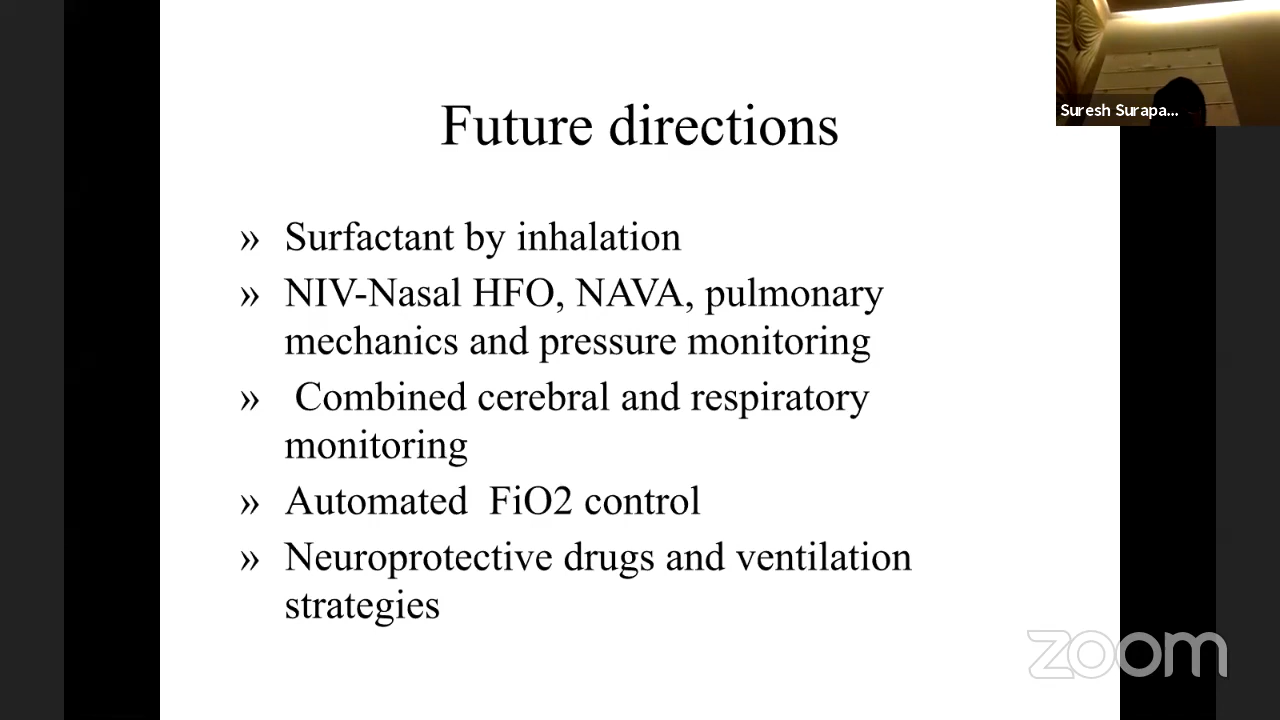 Suresh Surapa...
Future directions
» Surfactant by inhalation
» NIV-Nasal HFO, NAVA, pulmonary
mechanics and pressure monitoring
» Combined cerebral and respiratory
monitoring
» Automated FiO2 control
» Neuroprotective drugs and ventilation
strategies
zoom